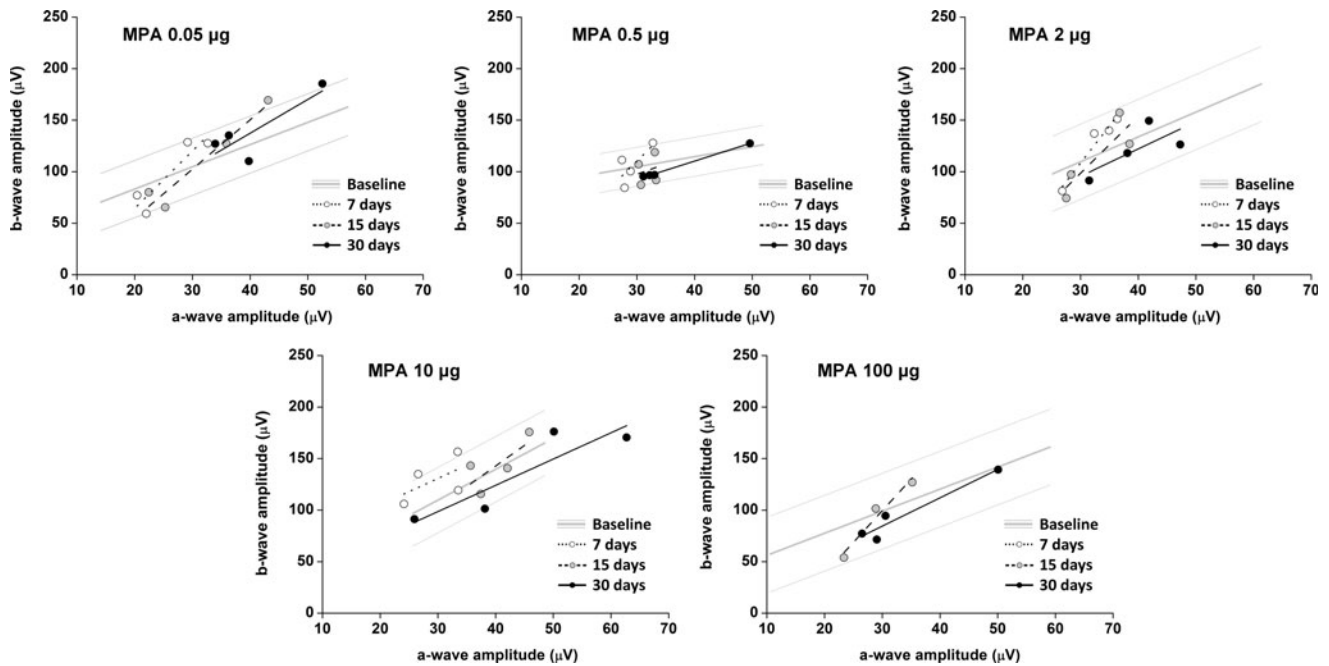 MPA 0.05 µg
b-wave amplitude (µV)
250
200
150
100
50
0
Baseline
7 days
15 days
30 days
10 20 30 40 50 60 70
a-wave amplitude (µV)
MPA 0.5 µg
b-wave amplitude (µV)
250
200
150
100
50
0
Baseline
7 days
15 days
30 days
10 20 30 40 50 60 70
a-wave amplitude (µV)
MPA 2 µg
b-wave amplitude (µV)
250
200
150
100
50
0
Baseline
7 days
15 days
30 days
10 20 30 40 50 60 70
a-wave amplitude (µV)
MPA 10 µg
b-wave amplitude (µV)
250
200
150
100
50
0
Baseline
7 days
15 days
30 days
10 20 30 40 50 60 70
a-wave amplitude (µV)
MPA 100 µg
b-wave amplitude (µV)
250
200
150
100
50
0
Baseline
7 days
15 days
30 days
10 20 30 40 50 60 70
a-wave amplitude (µV)